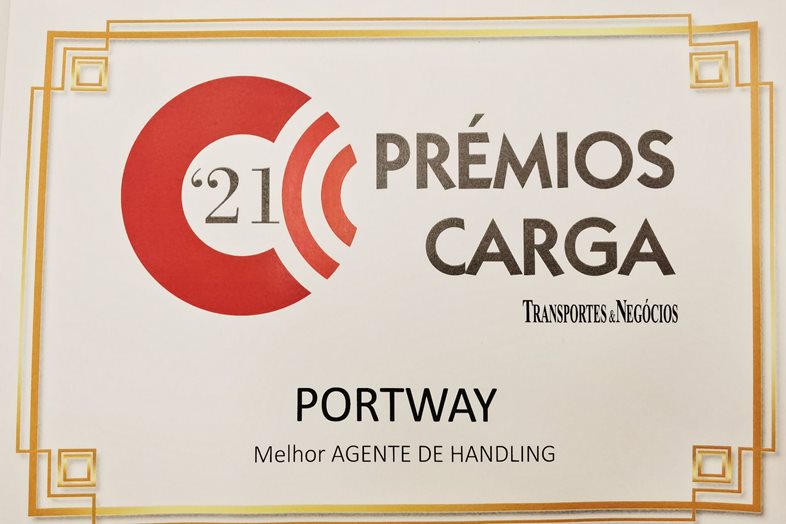 ‘21
PRÉMIOS
CARGA
TRANSPORTES&NEGÓCIOS
PORTWAY
Melhor AGENTE DE HANDLING